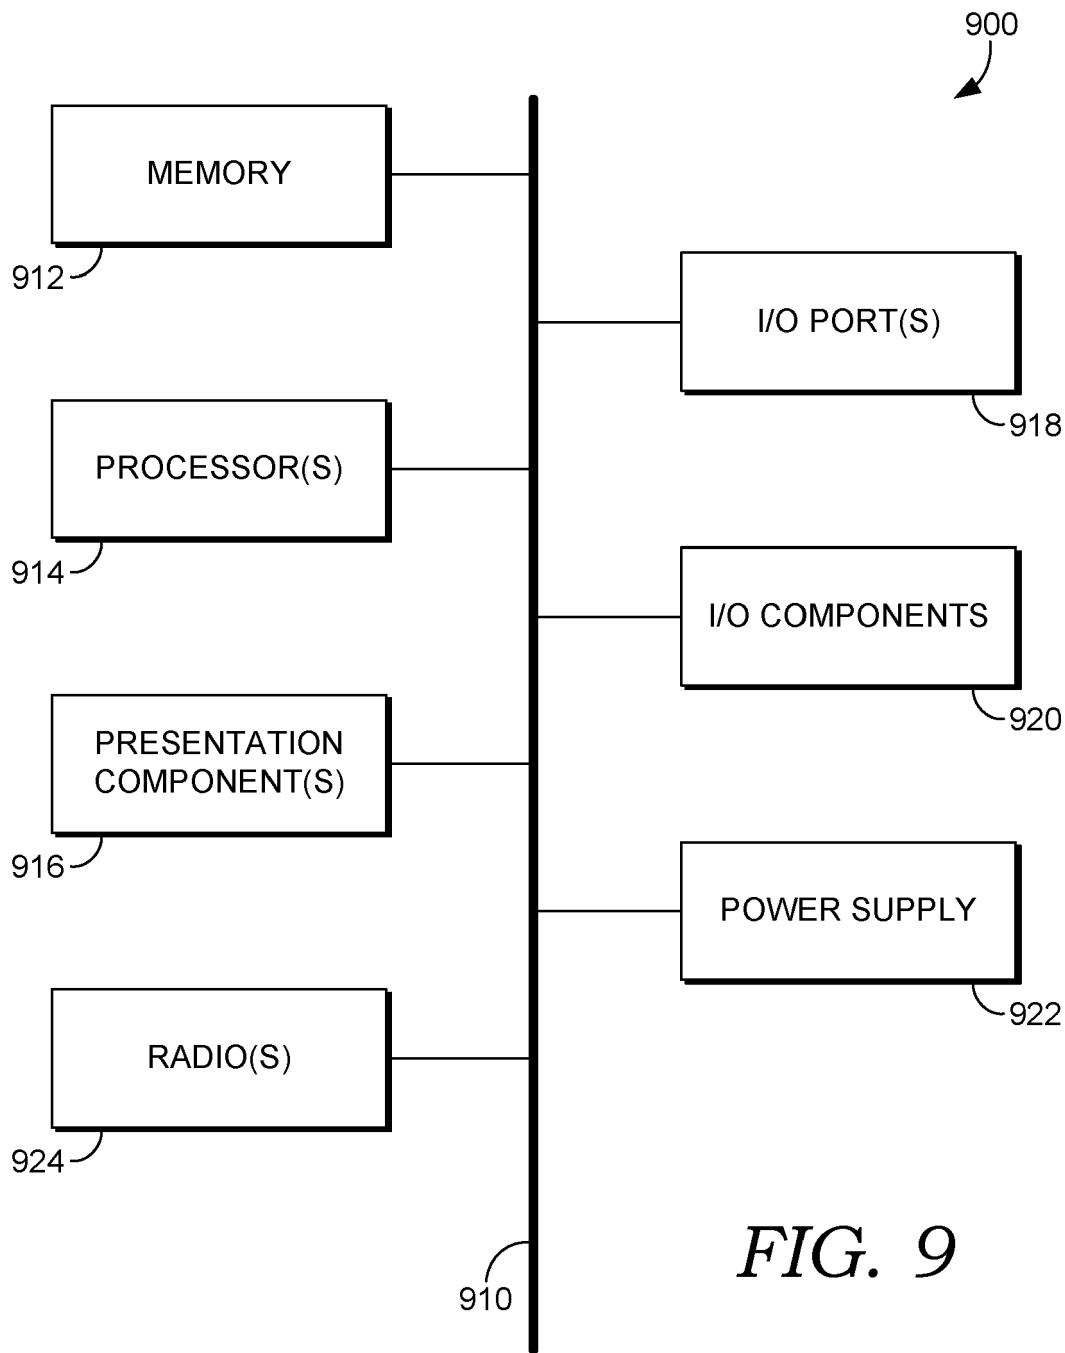 900
MEMORY
912
I/O PORT(S)
918
PROCESSOR(S)
914
I/O COMPONENTS
920
PRESENTATION
COMPONENT(S)
916
POWER SUPPLY
922
RADIO(S)
924
910
FIG. 9